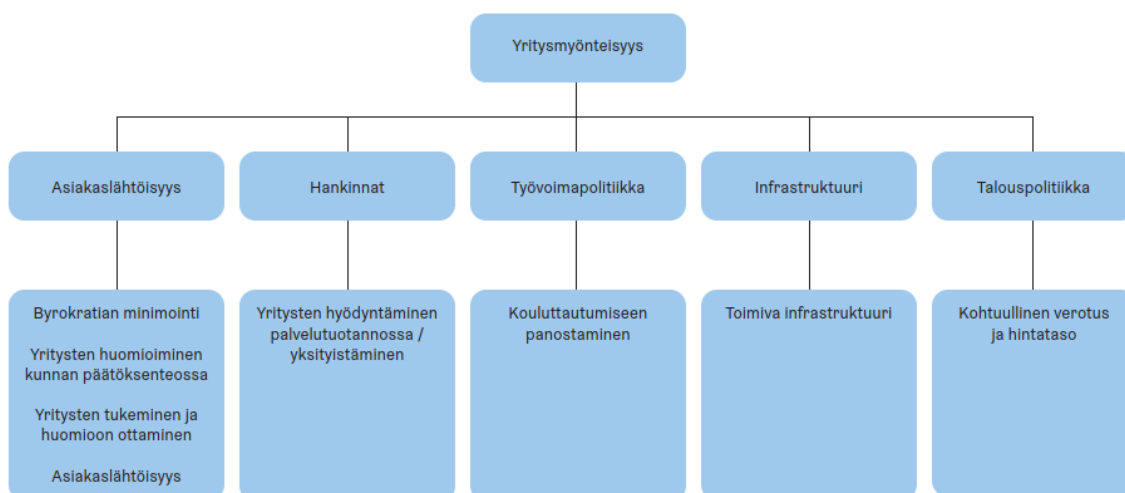 Yritysmyönteisyys
Asiakaslähtöisyys
Hankinnat
Työvoimapolitiikka
Infrastruktuuri
Talouspolitiikka
Byrokratian minimointi
Yritysten huomioiminen
kunnan päätöksenteossa
Yritysten tukeminen ja
huomioon ottaminen
Asiakaslähtöisyys
Yritysten hyödyntäminen
palvelutuotannossa /
yksityistäminen
Kouluttautumiseen
panostaminen
Toimiva infrastruktuuri
Kohtuullinen verotus
ja hintataso